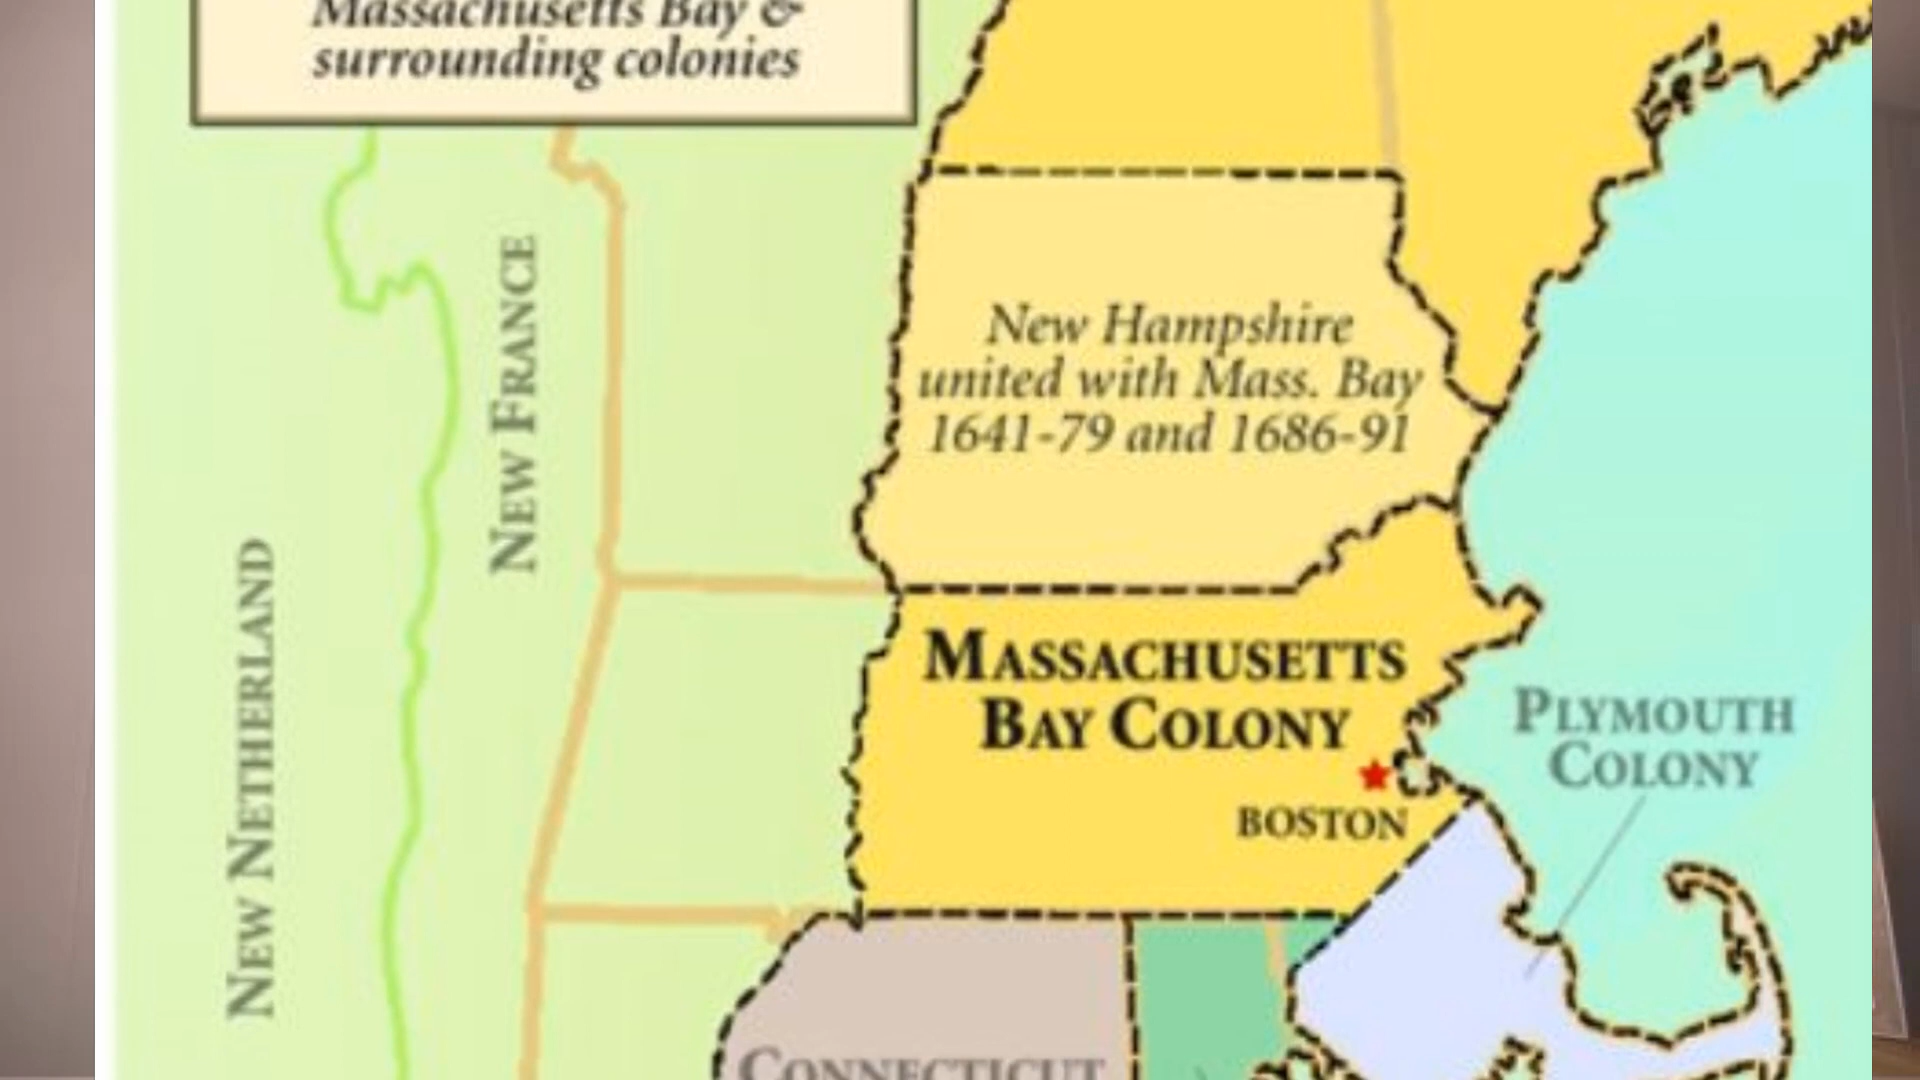 Massachusetts Bay &
surrounding colonies
NEW FRANCE
New Hampshire
united with Mass. Bay
1641-79 and 1686-91
NEW NETHERLAND
MASSACHUSETTS
BAY COLONY
PLYMOUTH
COLONY
BOSTON
CONNECTICUT